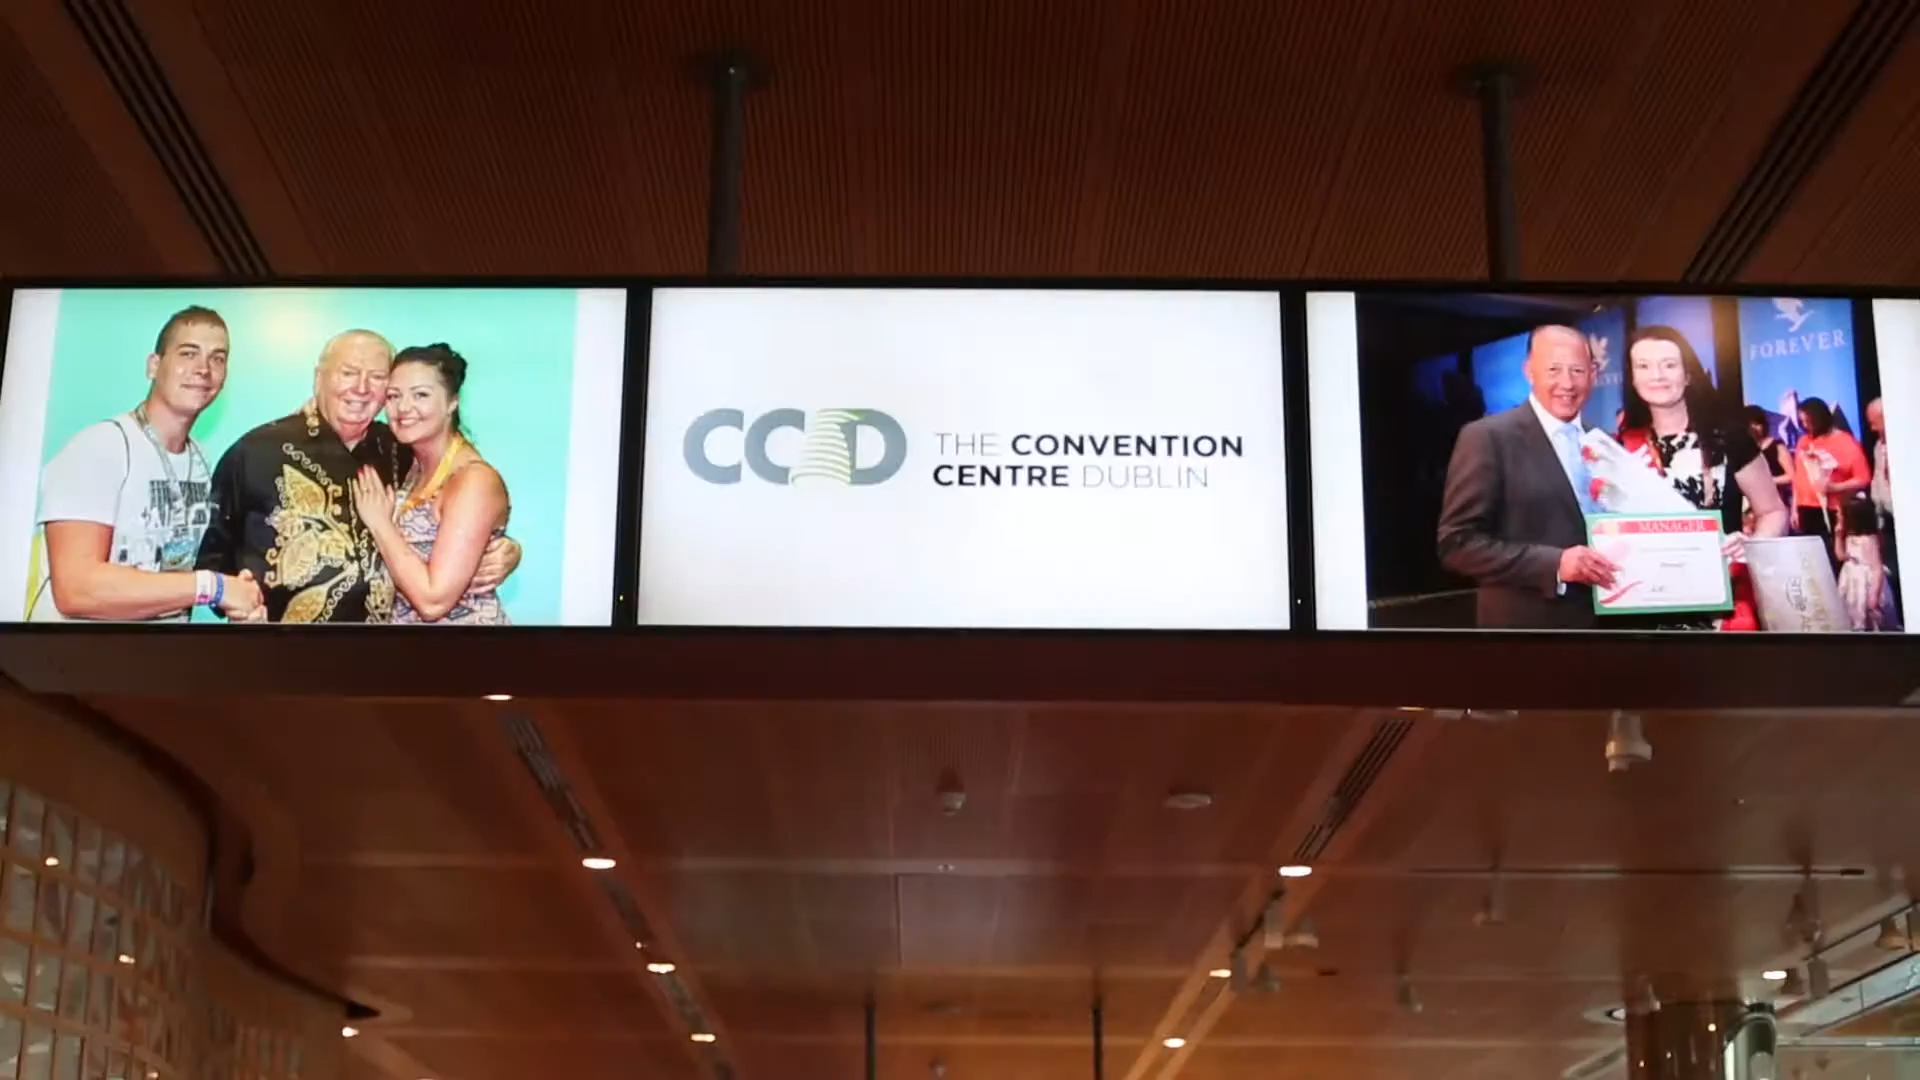 CCD
THE CONVENTION
CENTRE DUBLIN
FOREVER
MANAGER